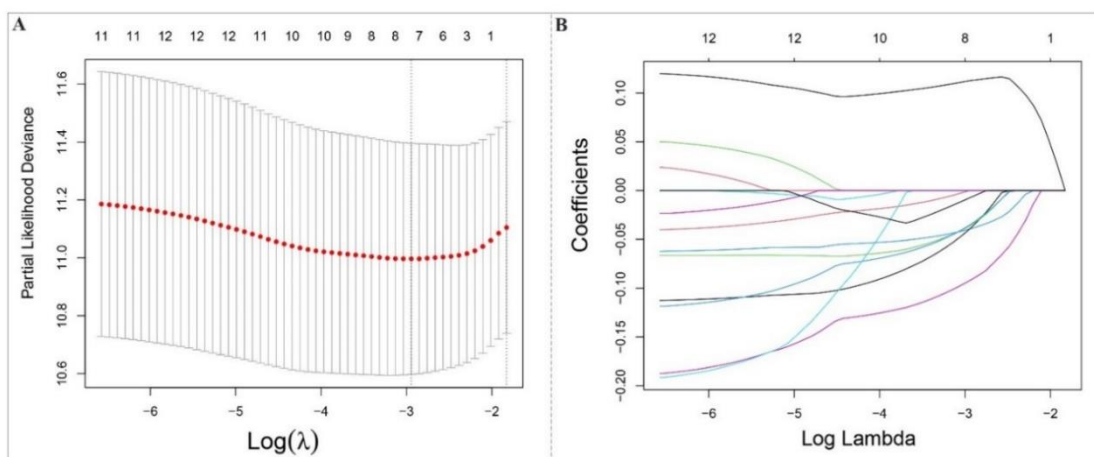 A
11 11 12 12 12 11 10 10 9 8 8 7 6 3 1
Partial Likelihood Deviance
11.6
11.4
11.2
11.0
10.8
10.6
−6 −5 −4 −3 −2
Log(λ)
B
12 12 10 8 1
Coefficients
0.10
0.05
0.00
−0.05
−0.10
−0.15
−0.20
−6 −5 −4 −3 −2
Log Lambda